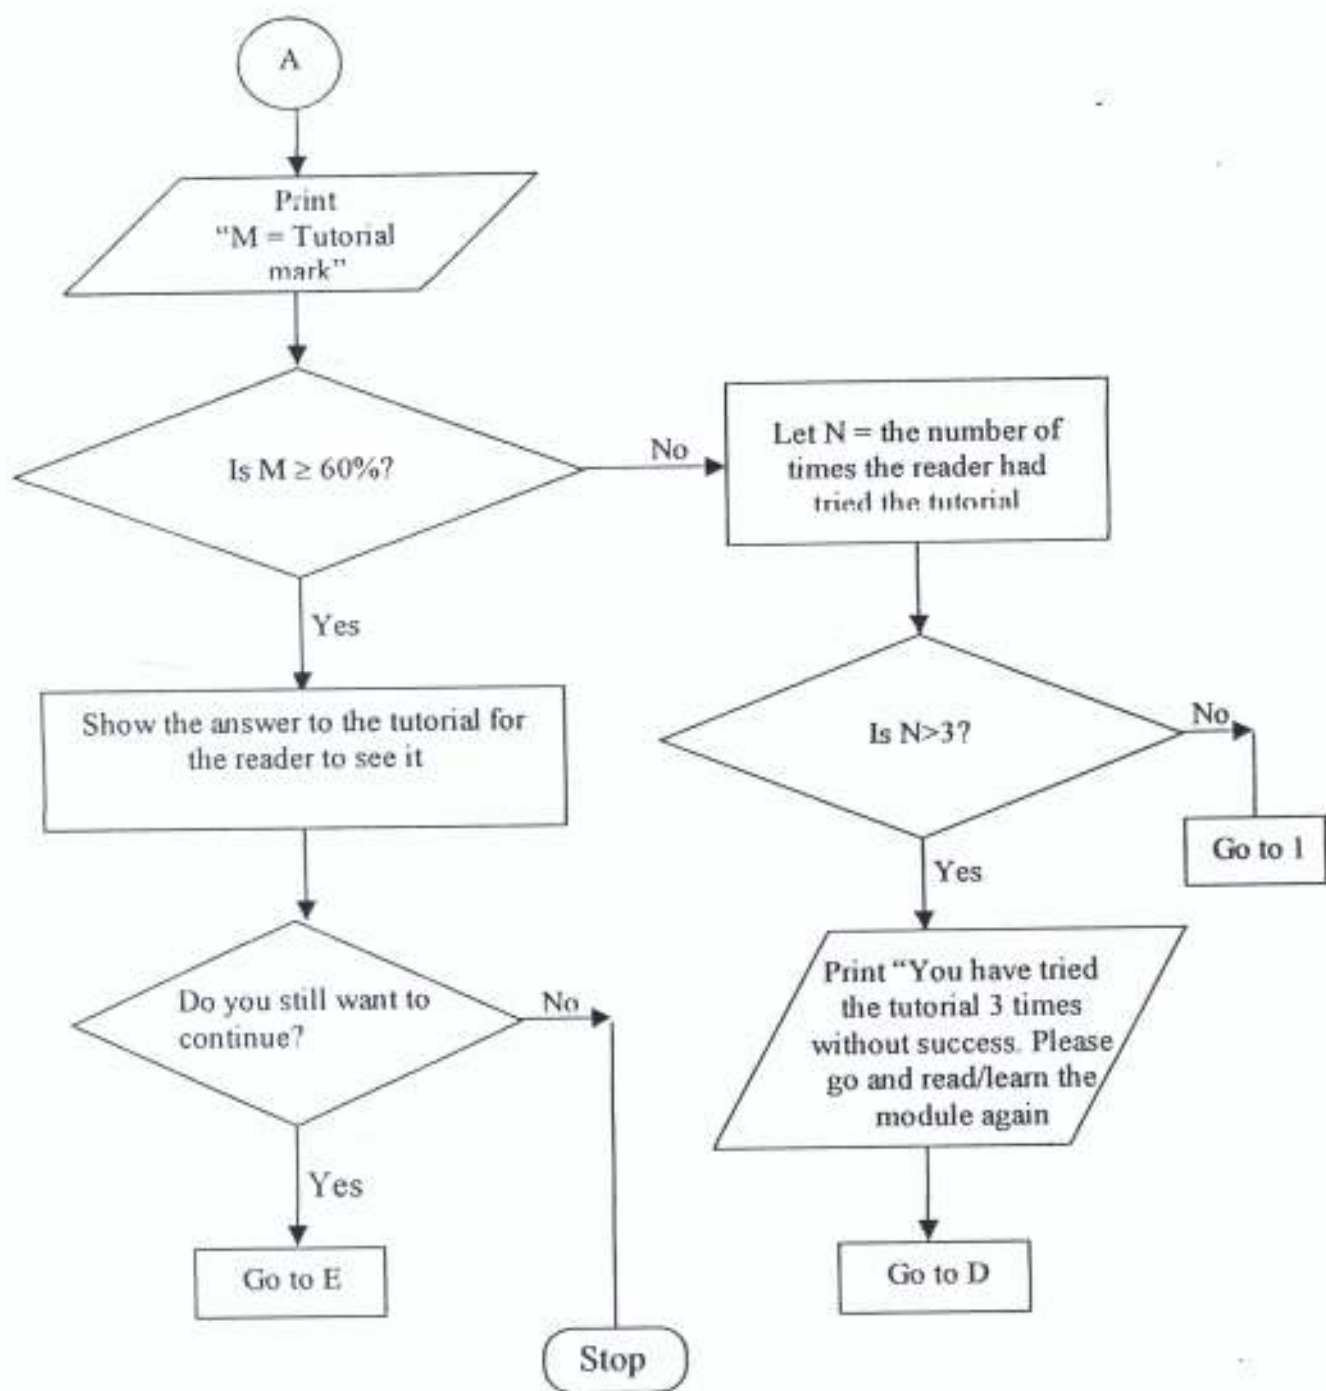 A
Print
“M = Tutorial
mark”
Is M ≥ 60%?
No
Let N = the number of
times the reader had
tried the tutorial
Yes
Show the answer to the tutorial for
the reader to see it
Is N>3?
No
Go to 1
Yes
Do you still want to
continue?
No
Print “You have tried
the tutorial 3 times
without success. Please
go and read/learn the
module again
Yes
Go to E
Go to D
Stop